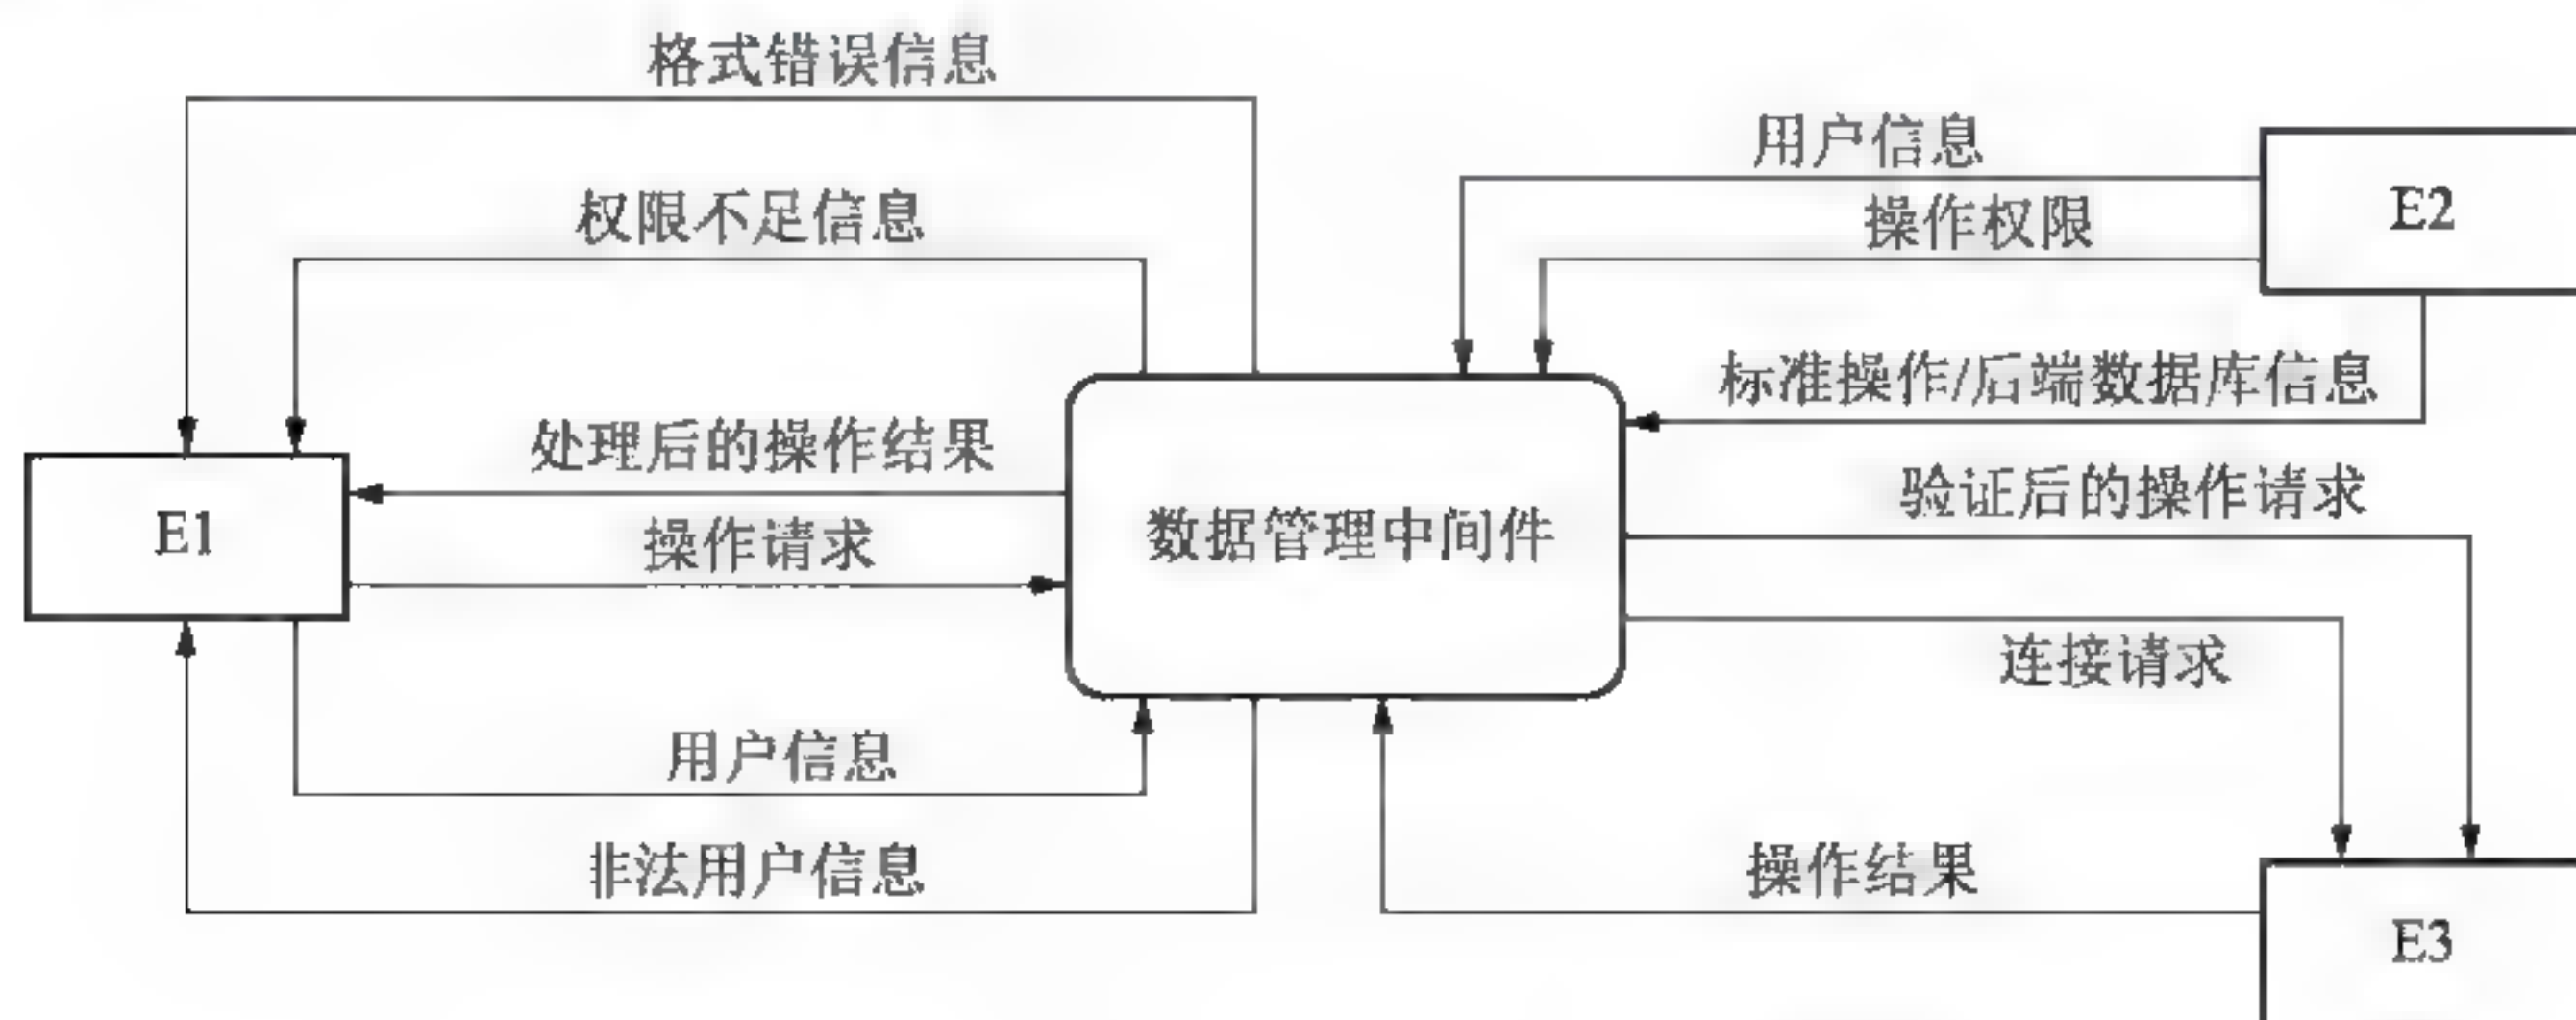 格式错误信息
用户信息
权限不足信息
操作权限
E2
标准操作/后端数据库信息
处理后的操作结果
验证后的操作请求
E1
操作请求
数据管理中间件
连接请求
用户信息
非法用户信息
操作结果
E3